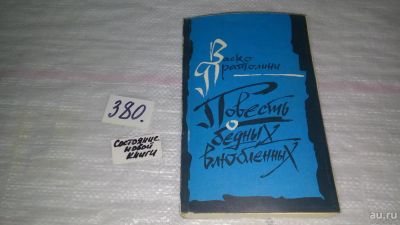 Васко
Пратолини
Повесть
о
бедных
влюбленных
380.
Состояние
новой
книги
au.ru